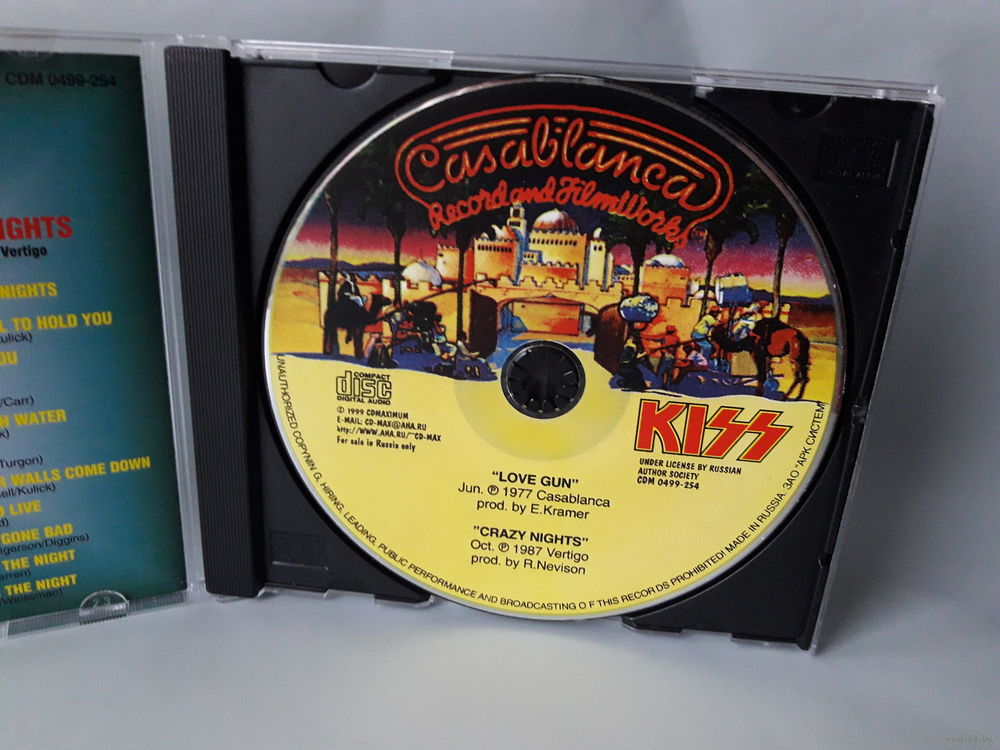 CDM 0499-254
IGHTS
Vertigo
NIGHTS
L TO HOLD YOU
ulick)
OU
/Carr)
H WATER
k)
Turgon)
R WALLS COME DOWN
ell/Kulick)
O LIVE
d)
GONE BAD
lgerson/Diggins)
THE NIGHT
arren)
THE NIGHT
/Weissman)
Casablanca
Record and FilmWorks
COMPACT
disc
DIGITAL AUDIO
© 1999 CDMAXIMUM
E-MAIL: CD-MAX@AHA.RU
http://WWW.AHA.RU/~CD-MAX
For sale in Russia only
KISS
UNDER LICENSE BY RUSSIAN
AUTHOR SOCIETY
CDM 0499-254
"LOVE GUN"
Jun. ℗ 1977 Casablanca
prod. by E.Kramer
"CRAZY NIGHTS"
Oct. ℗ 1987 Vertigo
prod. by R.Nevison
UNAUTHORIZED COPYNIN G, HIRING, LEADING, PUBLIC PERFORMANCE AND BROADCASTING O F THIS RECOR DS PROHIBITED! MADE IN RUSSIA. ЗАО "АРК СИСТЕМ